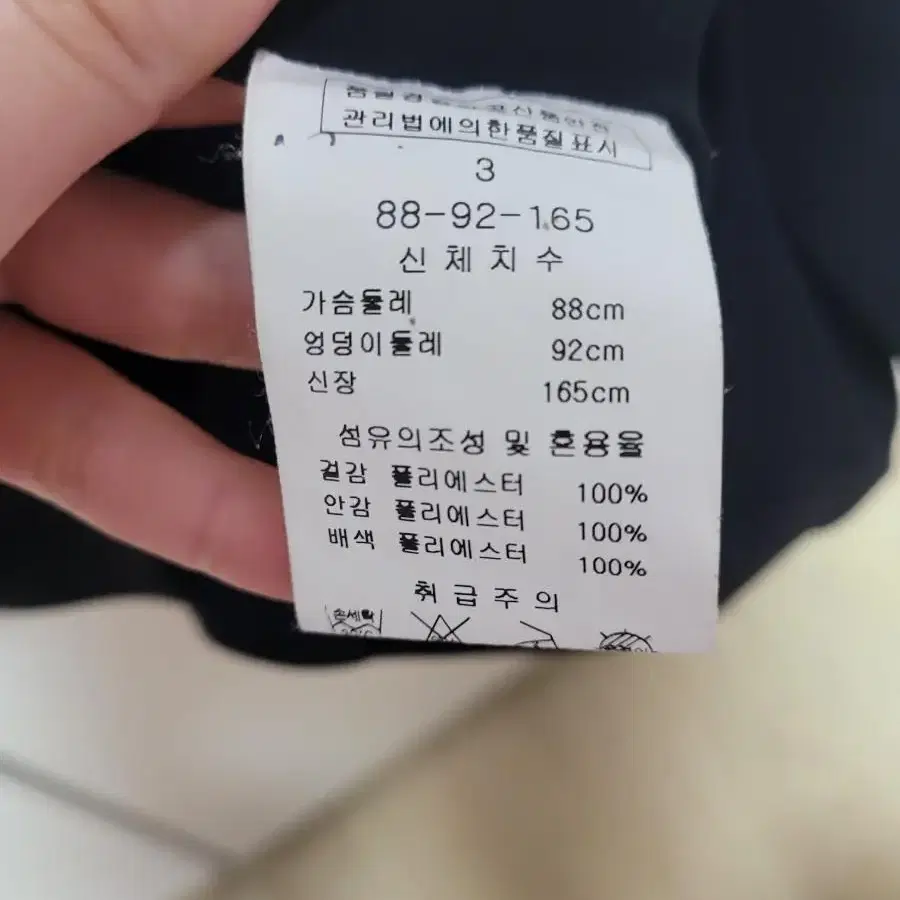 관리법에의한품질표시
3
88-92-165
신체치수
가슴둘레 88cm
엉덩이둘레 92cm
신장 165cm
섬유의조성 및 혼용율
겉감 폴리에스터 100%
안감 폴리에스터 100%
배색 폴리에스터 100%
취급주의
손세탁